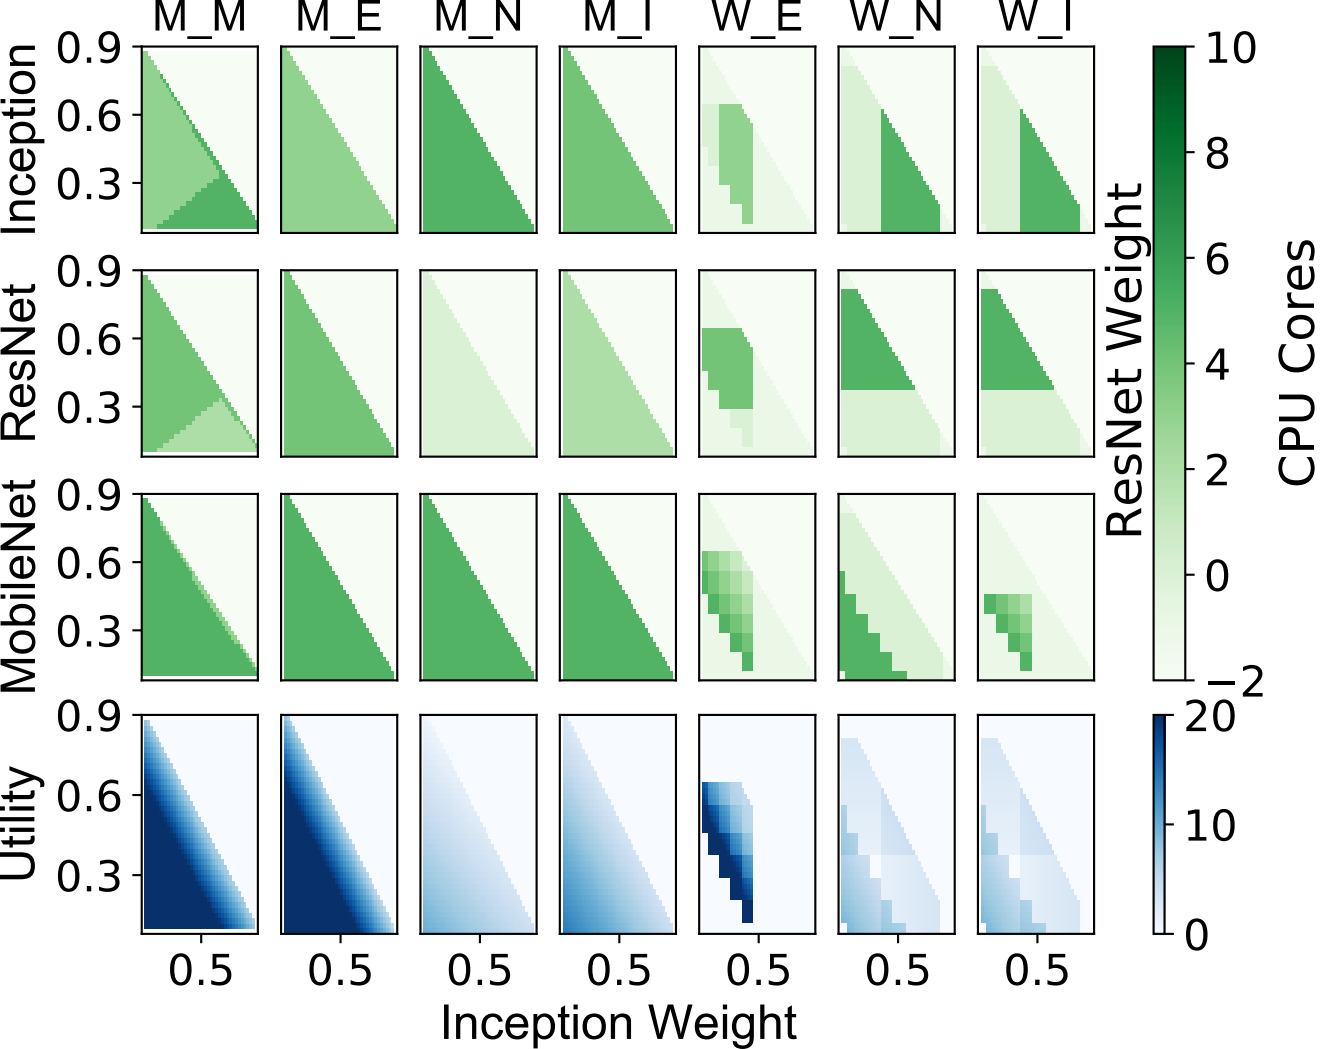 M_M M_E M_N M_I W_E W_N W_I
Inception
0.9
0.6
0.3
ResNet
0.9
0.6
0.3
MobileNet
0.9
0.6
0.3
Utility
0.9
0.6
0.3
0.5 0.5 0.5 0.5 0.5 0.5 0.5
Inception Weight
ResNet Weight
10
8
6
4
2
0
−2
CPU Cores
20
10
0